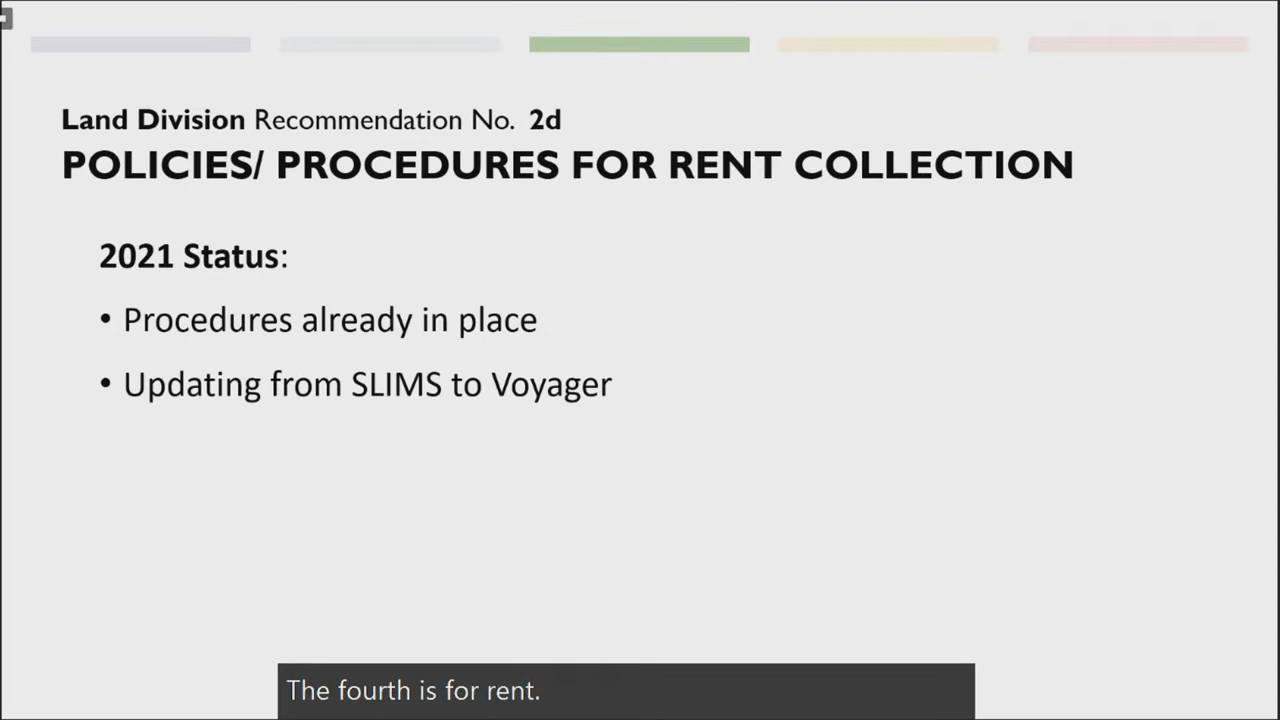 Land Division Recommendation No. 2d
POLICIES/ PROCEDURES FOR RENT COLLECTION
2021 Status:
• Procedures already in place
• Updating from SLIMS to Voyager
The fourth is for rent.